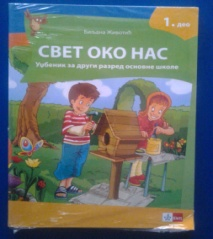 1. део
СВЕТ ОКО НАС
Уџбеник за други разред основне школе